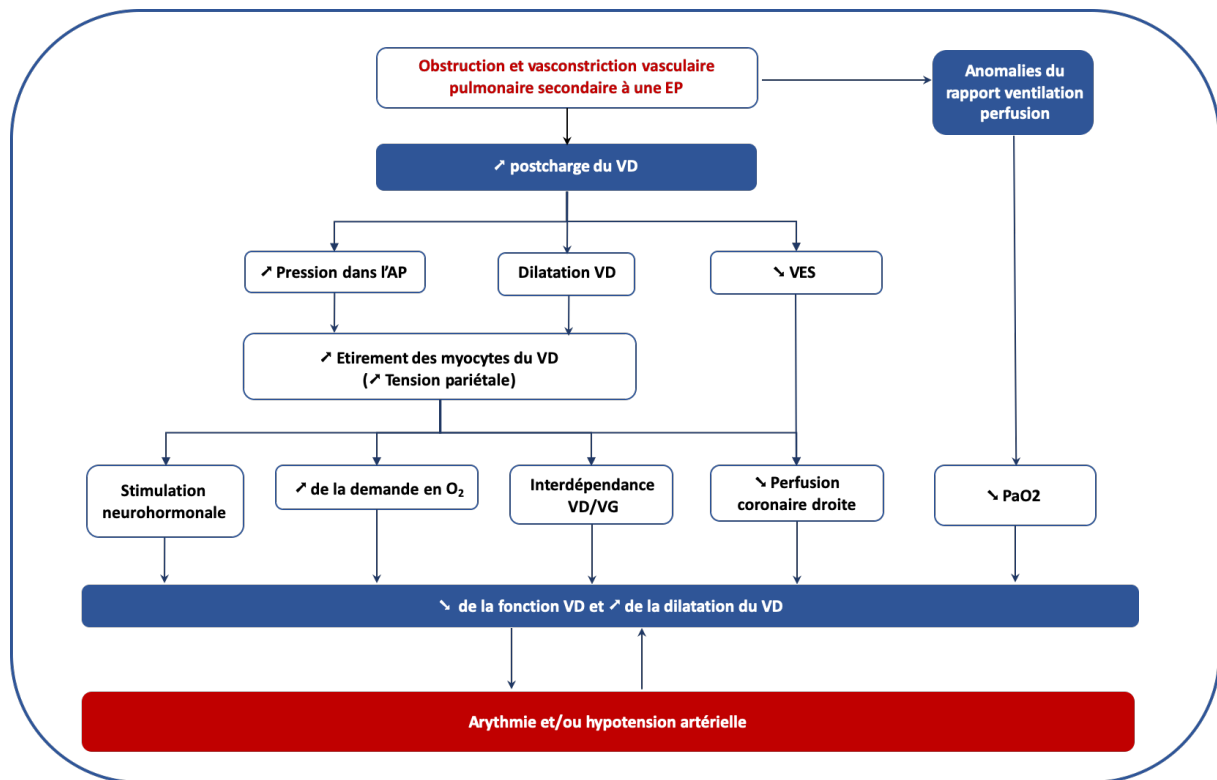 Obstruction et vasconstriction vasculaire
pulmonaire secondaire à une EP
Anomalies du
rapport ventilation
perfusion
↗ postcharge du VD
↗ Pression dans l'AP
Dilatation VD
↘ VES
↗ Etirement des myocytes du VD
(↗ Tension pariétale)
Stimulation
neurohormonale
↗ de la demande en O₂
Interdépendance
VD/VG
↘ Perfusion
coronaire droite
↘ PaO2
↘ de la fonction VD et ↗ de la dilatation du VD
Arythmie et/ou hypotension artérielle